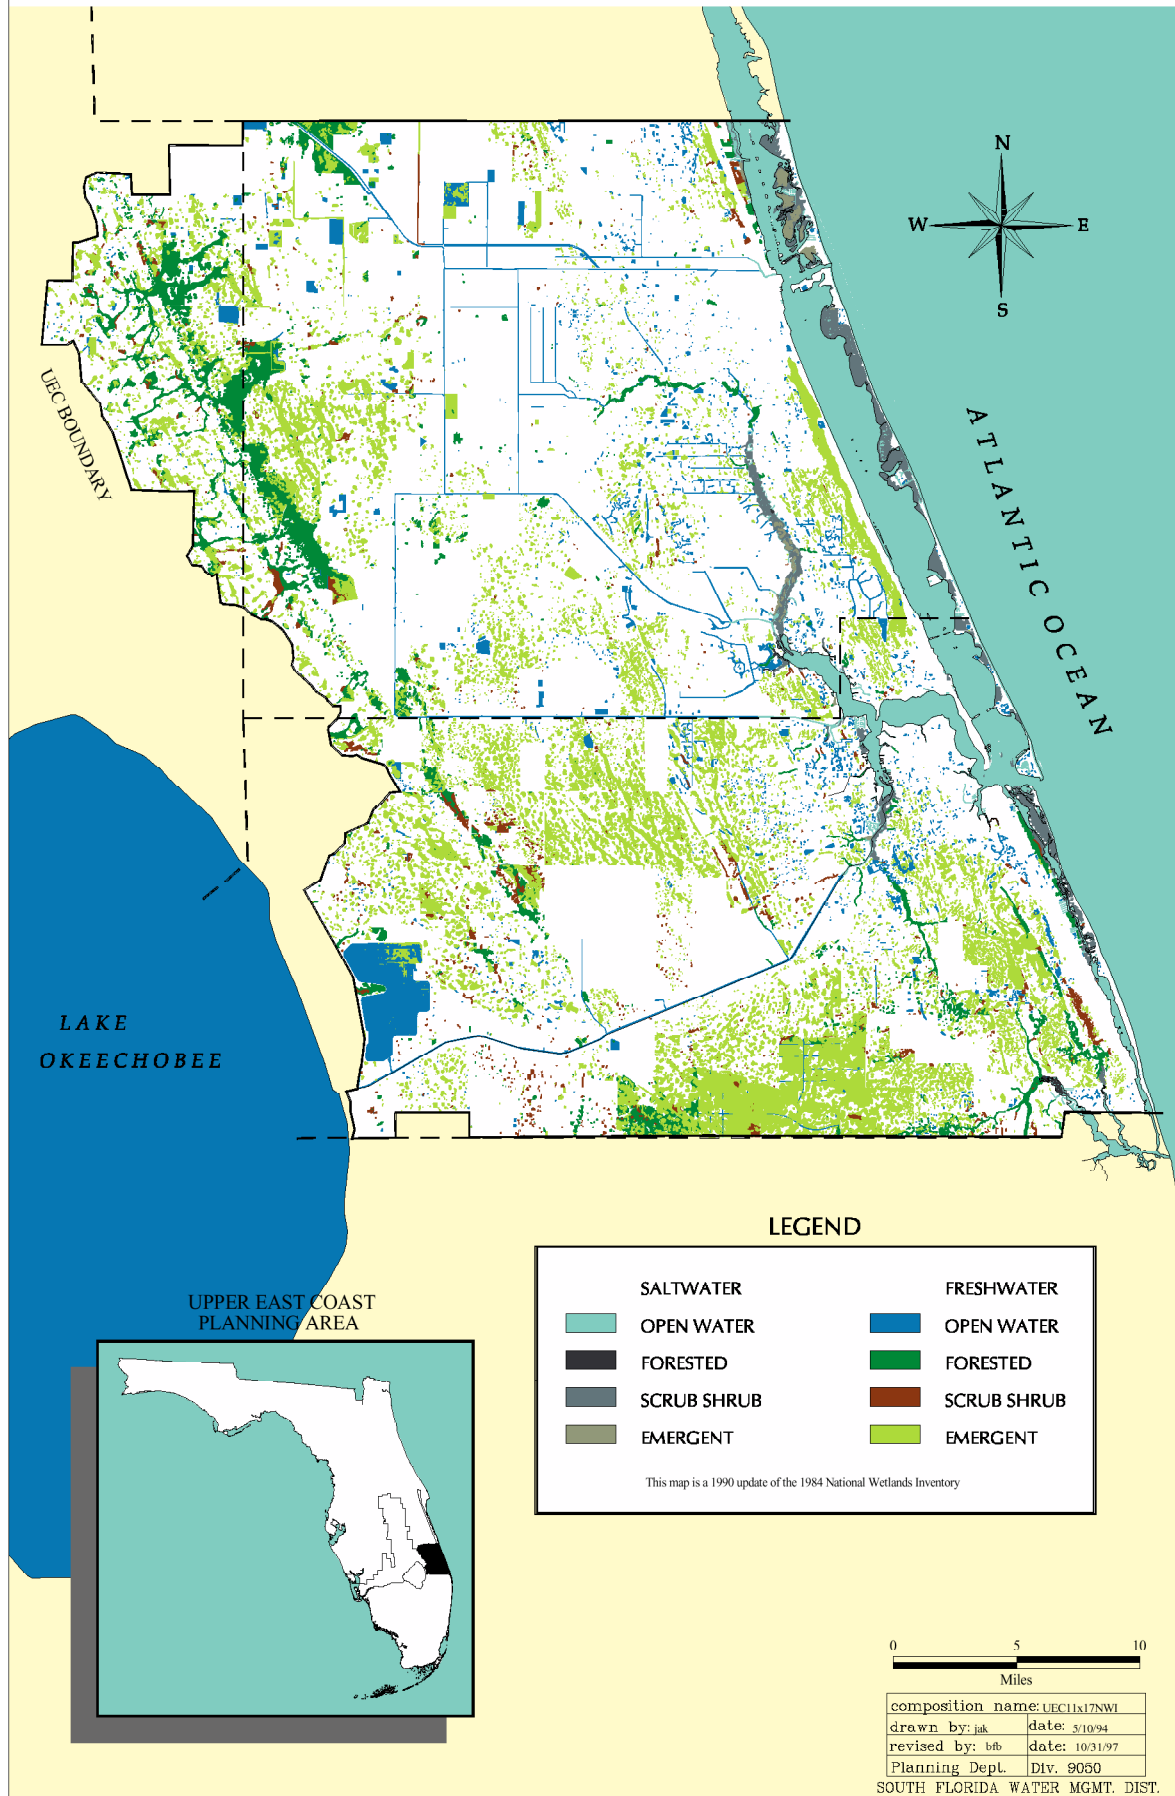 N
W E
S
UEC BOUNDARY
ATLANTIC OCEAN
LAKE
OKEECHOBEE
LEGEND
SALTWATER FRESHWATER
OPEN WATER OPEN WATER
FORESTED FORESTED
SCRUB SHRUB SCRUB SHRUB
EMERGENT EMERGENT
This map is a 1990 update of the 1984 National Wetlands Inventory
UPPER EAST COAST
PLANNING AREA
0 5 10
Miles
composition name: UEC11x17NWI
drawn by: jak date: 5/10/94
revised by: bfb date: 10/31/97
Planning Dept. Div. 9050
SOUTH FLORIDA WATER MGMT. DIST.